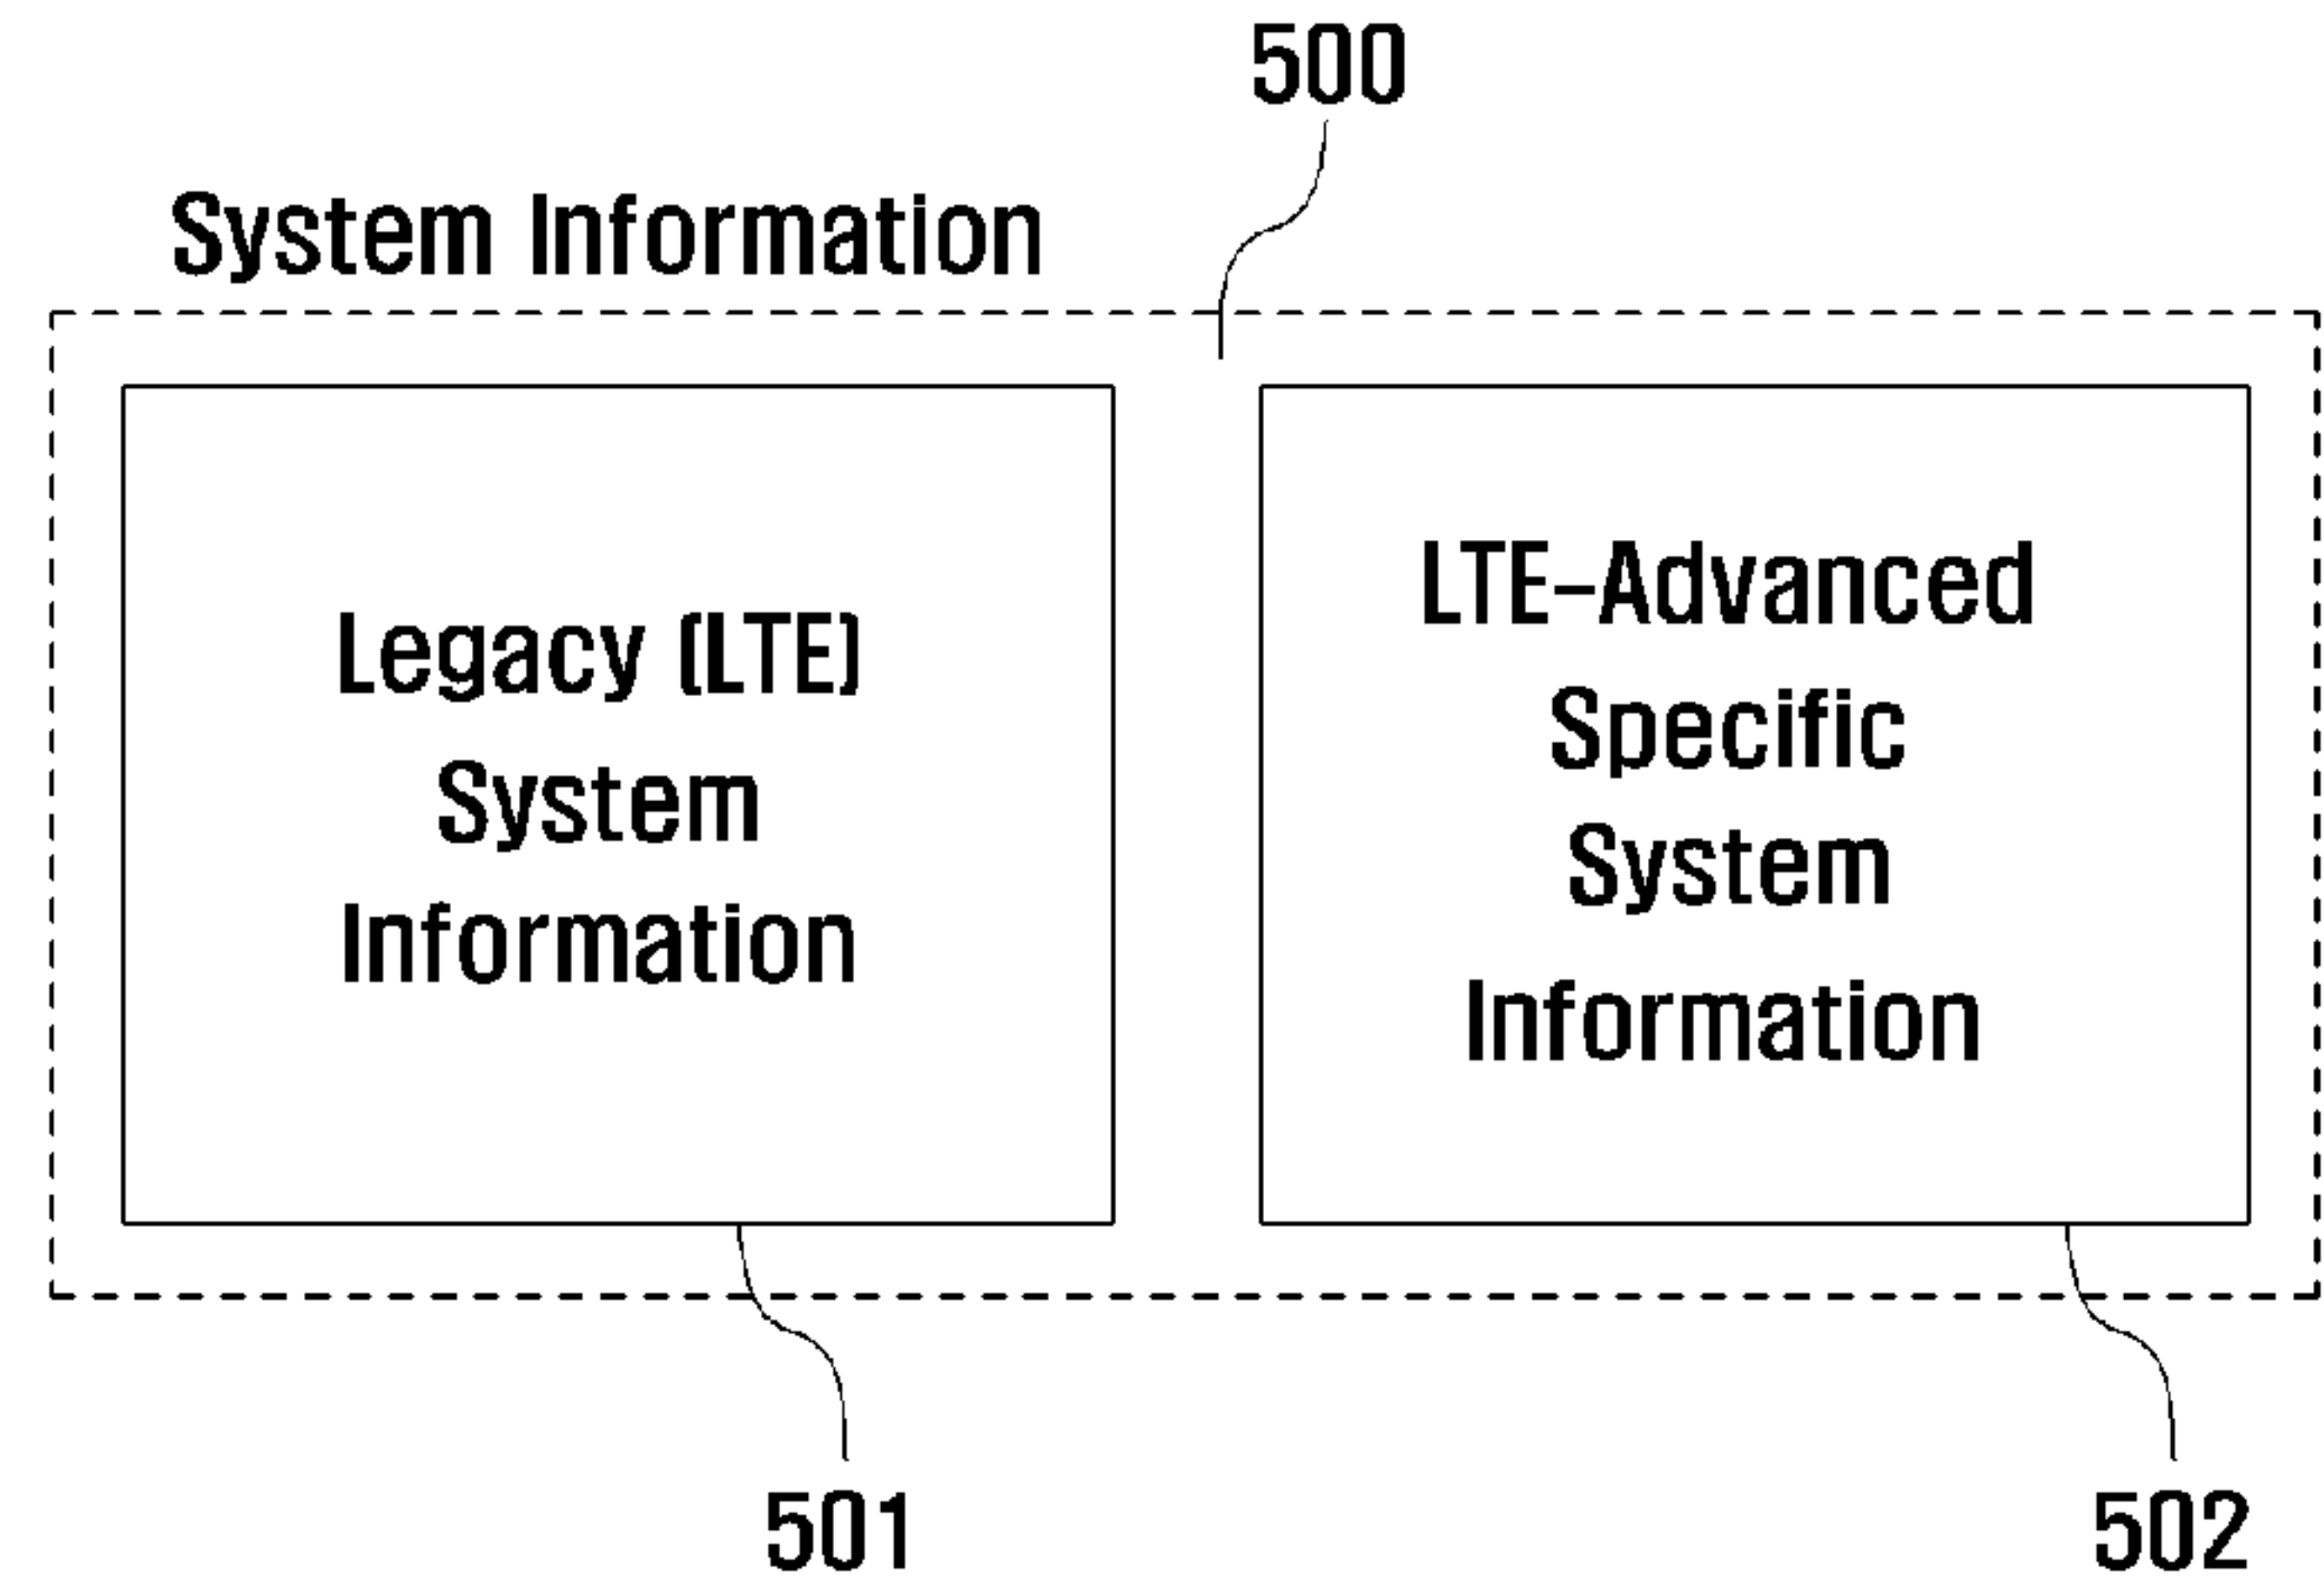 500
System Information
Legacy (LTE)
System
Information
LTE-Advanced
Specific
System
Information
501
502